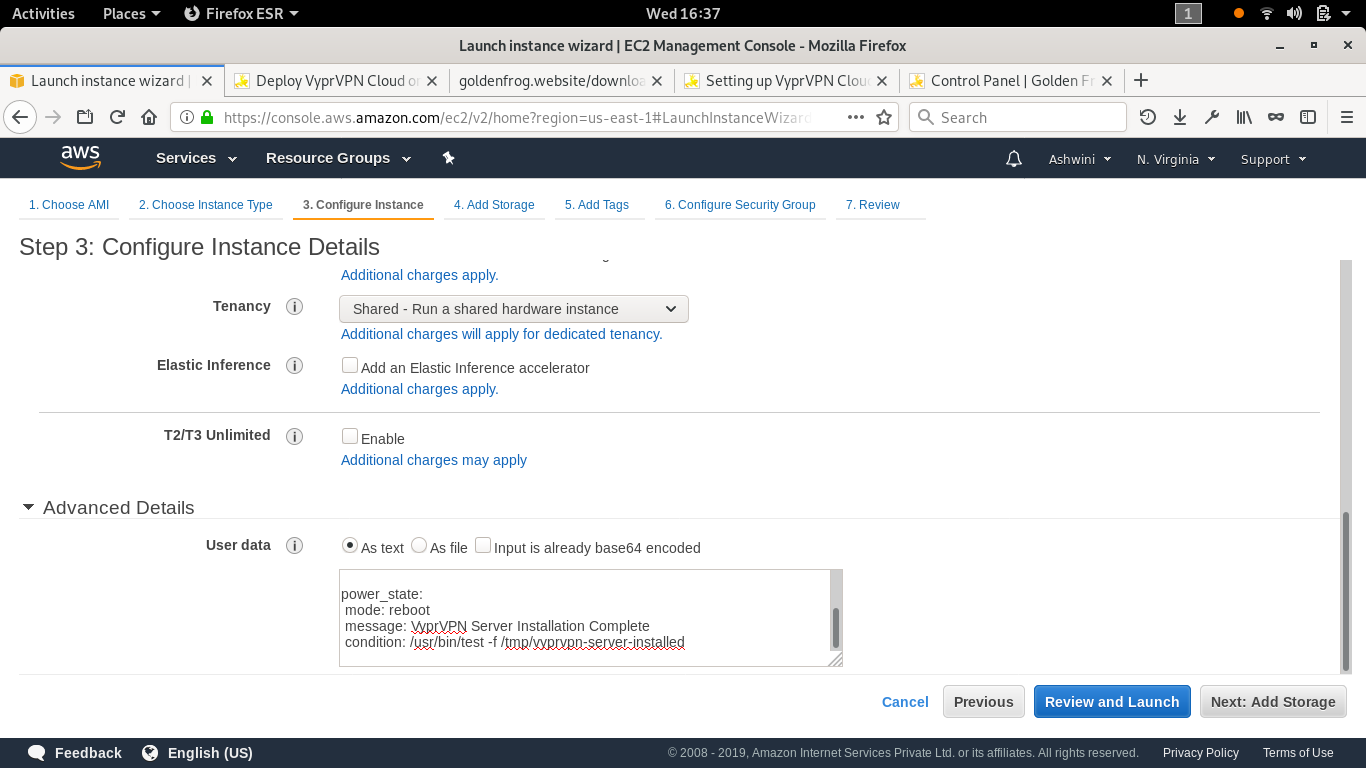 Activities Places Firefox ESR Wed 16:37 1
Launch instance wizard | EC2 Management Console - Mozilla Firefox
Launch instance wizard | Deploy VyprVPN Cloud on goldenfrog.website/downloa Setting up VyprVPN Clou Control Panel | Golden Fr
https://console.aws.amazon.com/ec2/v2/home?region=us-east-1#LaunchInstanceWizard Search
aws Services Resource Groups Ashwini N. Virginia Support
1. Choose AMI 2. Choose Instance Type 3. Configure Instance 4. Add Storage 5. Add Tags 6. Configure Security Group 7. Review
Step 3: Configure Instance Details
Additional charges apply.
Tenancy i Shared - Run a shared hardware instance
Additional charges will apply for dedicated tenancy.
Elastic Inference i Add an Elastic Inference accelerator
Additional charges apply.
T2/T3 Unlimited i Enable
Additional charges may apply
Advanced Details
User data i As text As file Input is already base64 encoded
power_state:
mode: reboot
message: VyprVPN Server Installation Complete
condition: /usr/bin/test -f /tmp/vyprvpn-server-installed
Cancel Previous Review and Launch Next: Add Storage
Feedback English (US) © 2008 - 2019, Amazon Internet Services Private Ltd. or its affiliates. All rights reserved. Privacy Policy Terms of Use